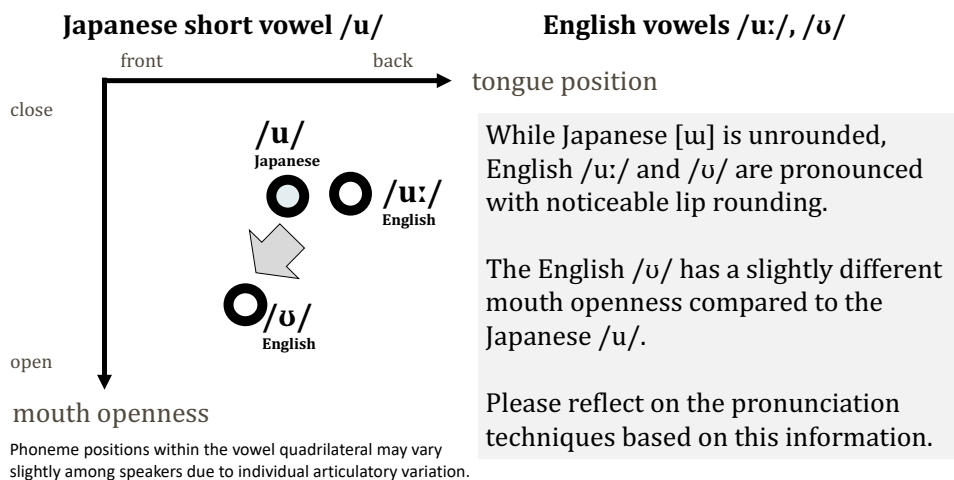 Japanese short vowel /u/
English vowels /uː/, /ʊ/
front
back
tongue position
close
/u/
Japanese
/uː/
English
/ʊ/
English
open
mouth openness
Phoneme positions within the vowel quadrilateral may vary
slightly among speakers due to individual articulatory variation.
While Japanese [ɯ] is unrounded,
English /uː/ and /ʊ/ are pronounced
with noticeable lip rounding.
The English /ʊ/ has a slightly different
mouth openness compared to the
Japanese /u/.
Please reflect on the pronunciation
techniques based on this information.